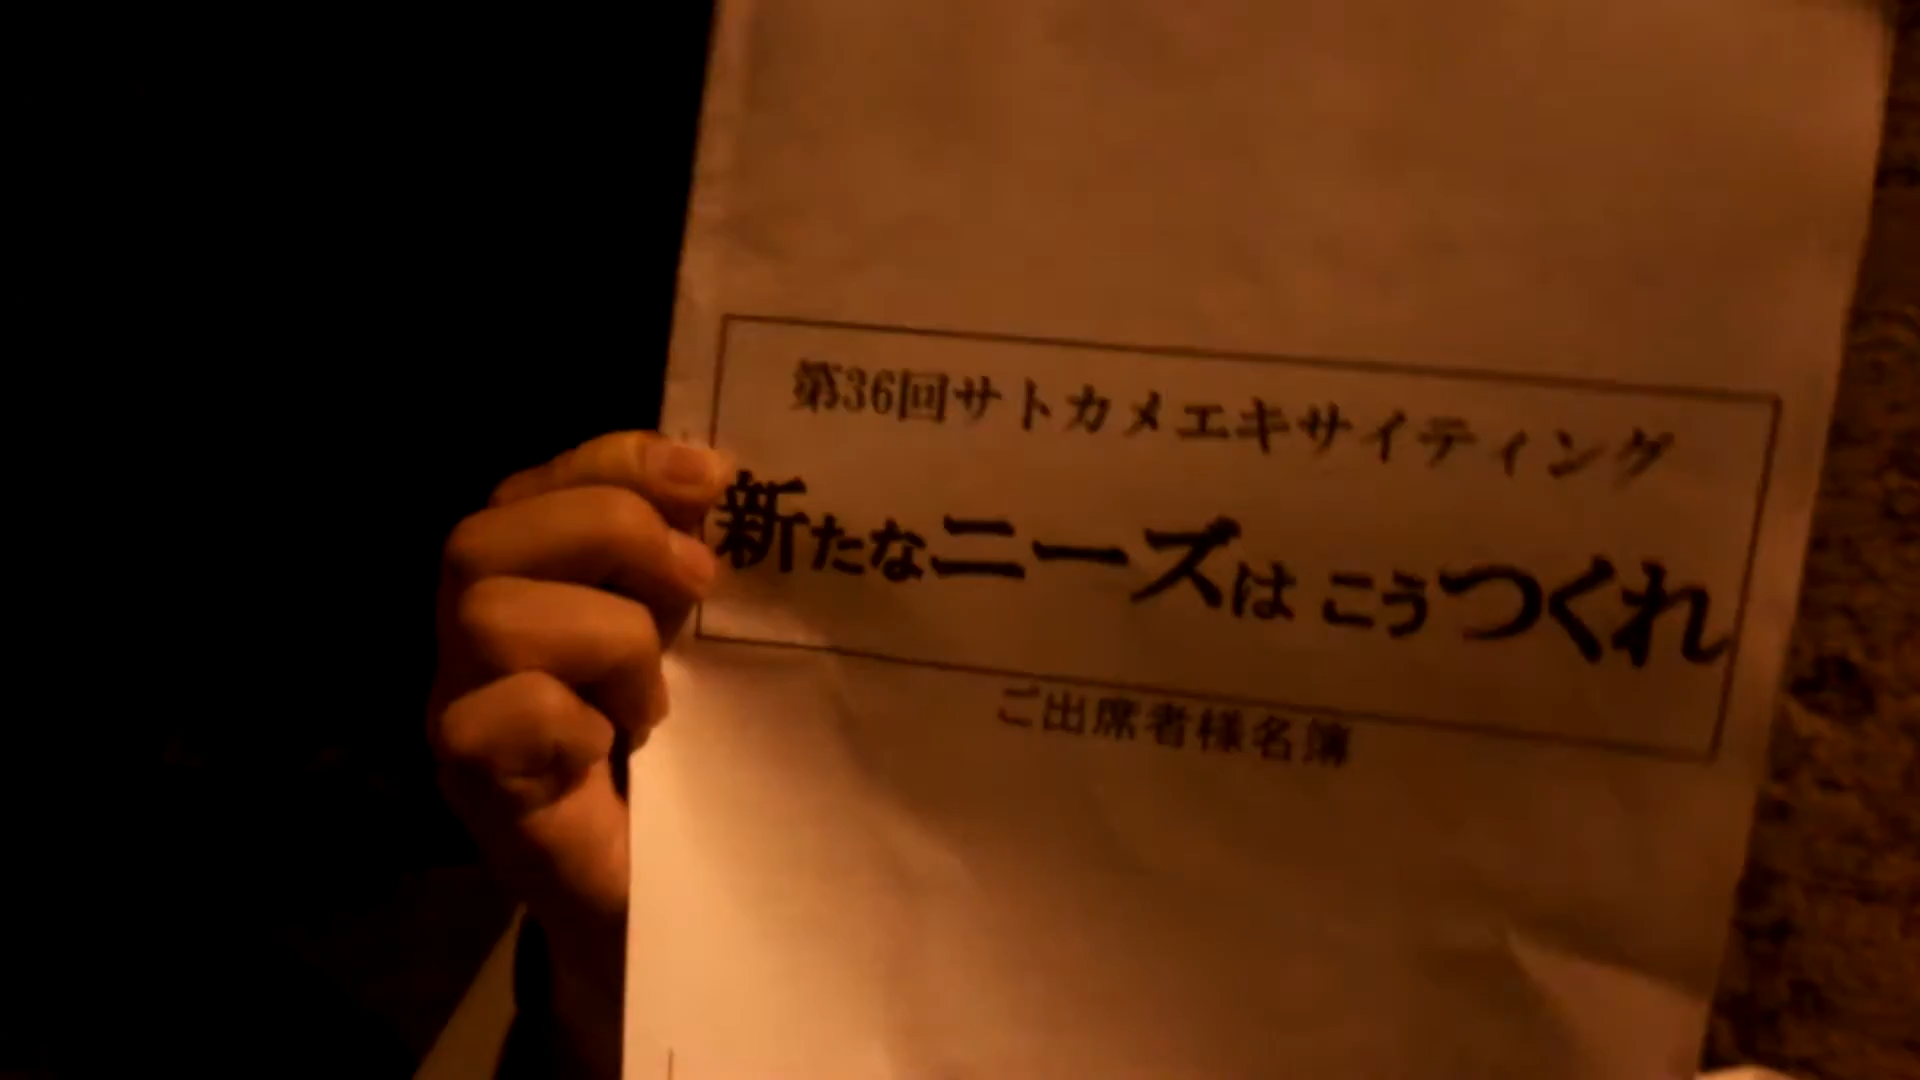 第36回サトカメエキサイティング
新たなニーズは こうつくれ
ご出席者様名簿